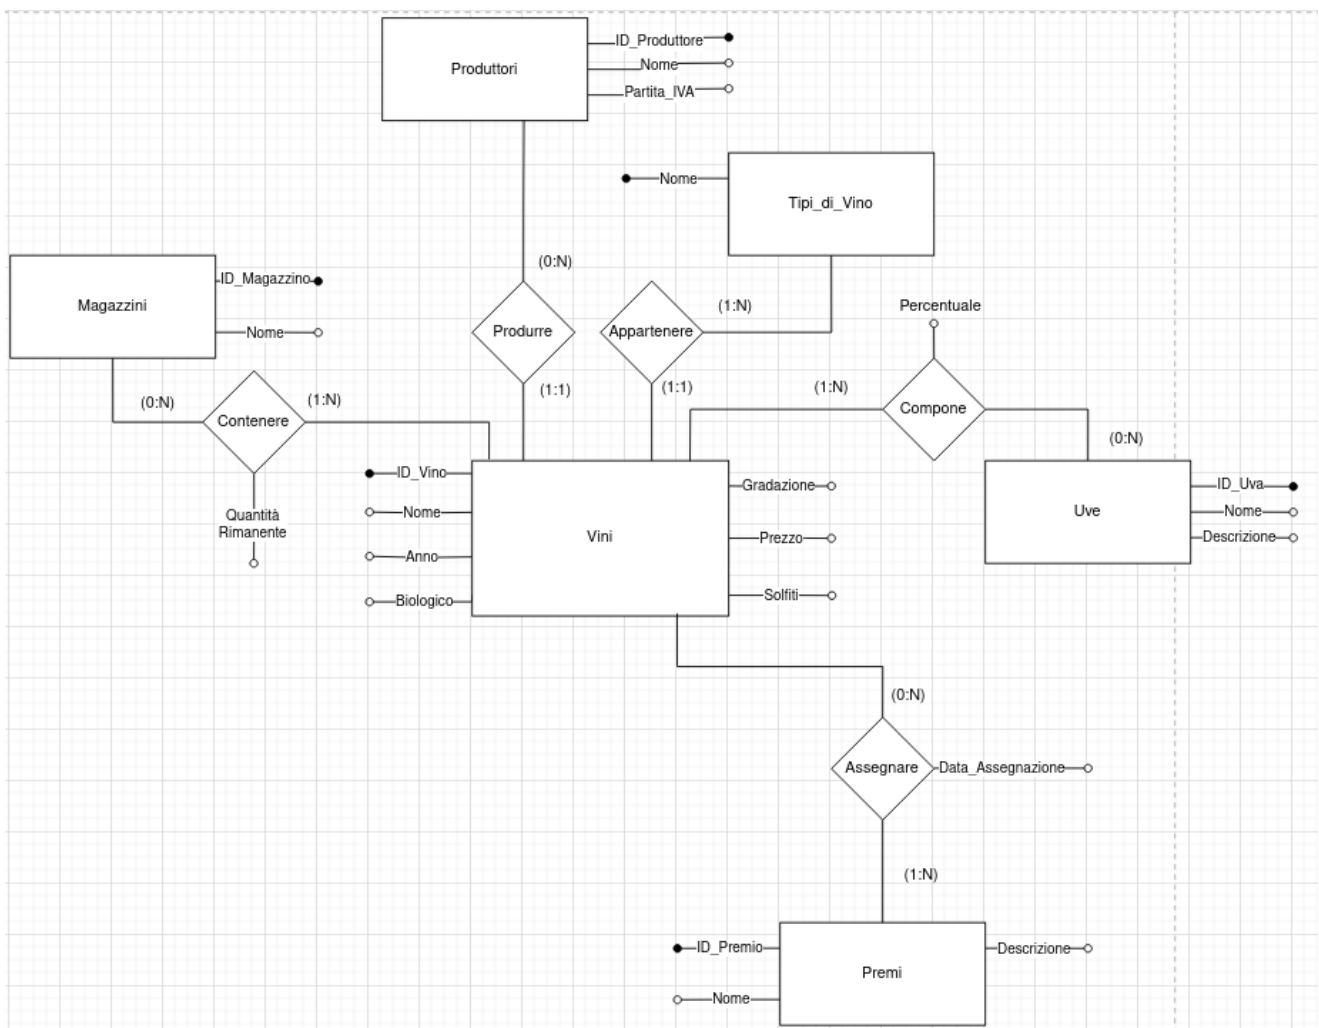 Produttori
ID_Produttore
Nome
Partita_IVA
Nome
Tipi_di_Vino
Magazzini
ID_Magazzino
Nome
(0:N)
Produrre
(1:1)
Appartenere
(1:N)
(1:1)
Percentuale
Compone
(1:N)
(0:N)
(0:N)
Contenere
(1:N)
Quantità
Rimanente
ID_Vino
Nome
Anno
Biologico
Vini
Gradazione
Prezzo
Solfiti
Uve
ID_Uva
Nome
Descrizione
(0:N)
Assegnare
Data_Assegnazione
(1:N)
ID_Premio
Nome
Premi
Descrizione